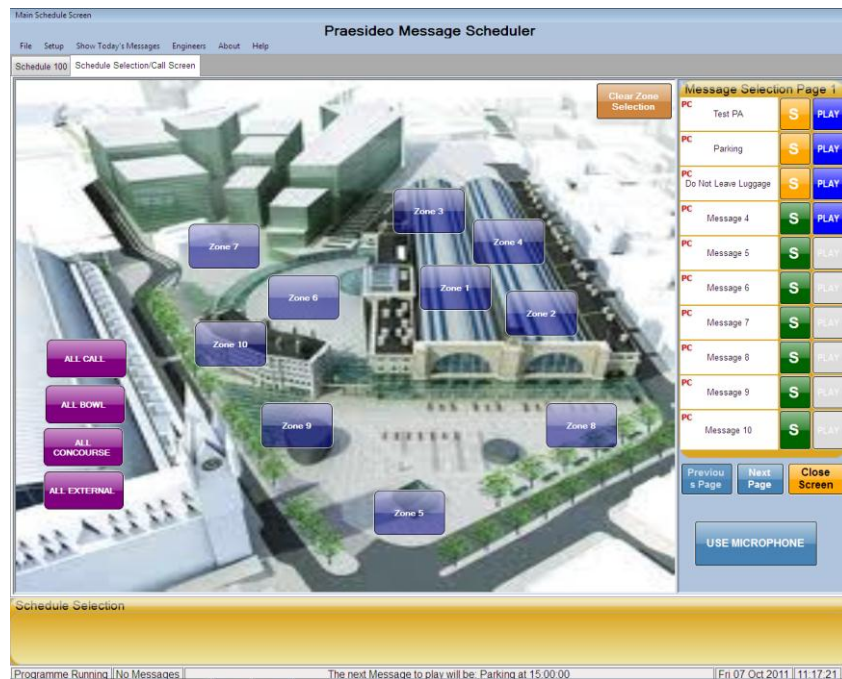 Main Schedule Screen
Praesideo Message Scheduler
File Setup Show Today's Messages Engineers About Help
Schedule 100 Schedule Selection/Call Screen
Clear Zone
Selection
Zone 3
Zone 7
Zone 4
Zone 1
Zone 6
Zone 2
Zone 10
ALL CALL
ALL BOWL
Zone 9
Zone 8
ALL
CONCOURSE
ALL EXTERNAL
Zone 5
Message Selection Page 1
PC Test PA S PLAY
PC Parking S PLAY
PC Do Not Leave Luggage S PLAY
PC Message 4 S PLAY
PC Message 5 S PLAY
PC Message 6 S PLAY
PC Message 7 S PLAY
PC Message 8 S PLAY
PC Message 9 S PLAY
PC Message 10 S PLAY
Previou
s Page
Next
Page
Close
Screen
USE MICROPHONE
Schedule Selection
Programme Running No Messages The next Message to play will be: Parking at 15:00:00 Fri 07 Oct 2011 11:17:21